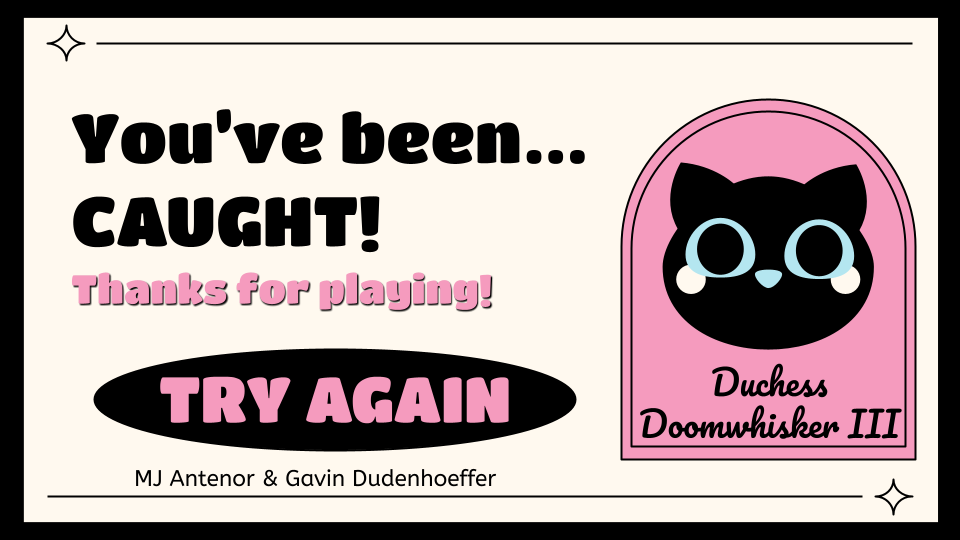 You've been...
CAUGHT!
Thanks for playing!
TRY AGAIN
MJ Antenor & Gavin Dudenhoeffer
Duchess
Doomwhisker III